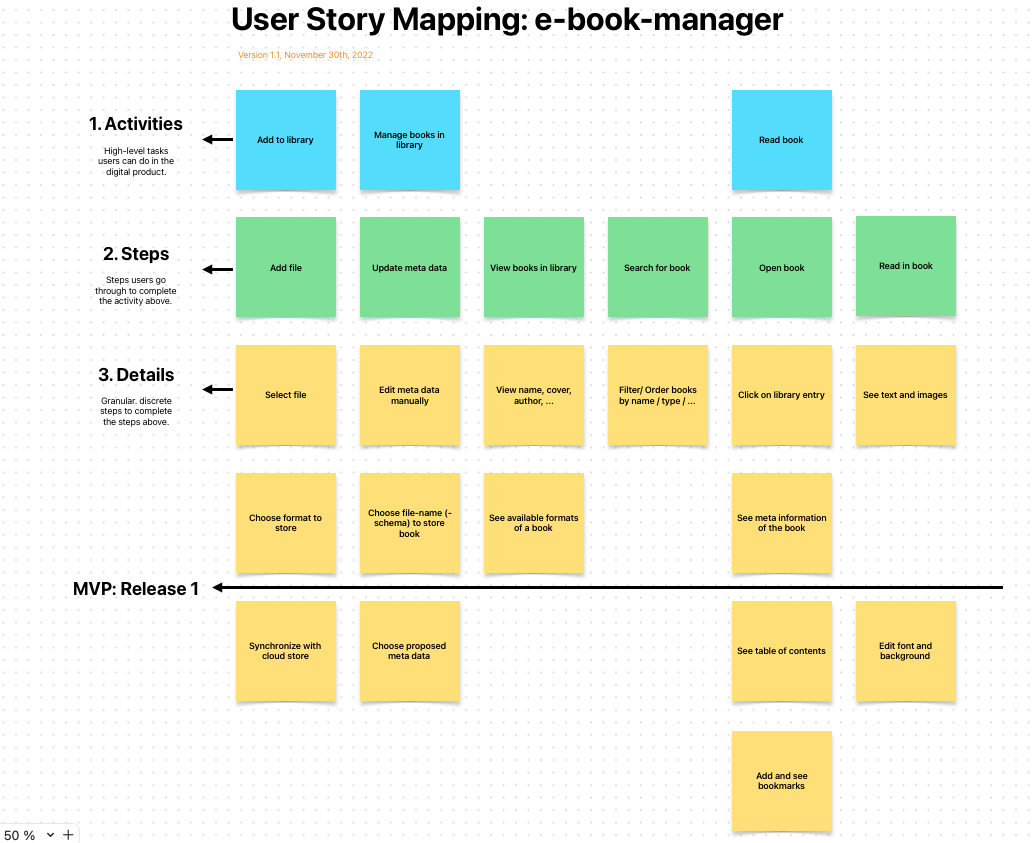 User Story Mapping: e-book-manager
Version 1.1, November 30th, 2022
1. Activities
High-level tasks
users can do in the
digital product.
Add to library
Manage books in
library
Read book
2. Steps
Steps users go
through to complete
the activity above.
Add file
Update meta data
View books in library
Search for book
Open book
Read in book
3. Details
Granular. discrete
steps to complete
the steps above.
Select file
Edit meta data
manually
View name, cover,
author, ...
Filter/ Order books
by name / type / ...
Click on library entry
See text and images
Choose format to
store
Choose file-name (-
schema) to store
book
See available formats
of a book
See meta information
of the book
MVP: Release 1
Synchronize with
cloud store
Choose proposed
meta data
See table of contents
Edit font and
background
Add and see
bookmarks
50 %